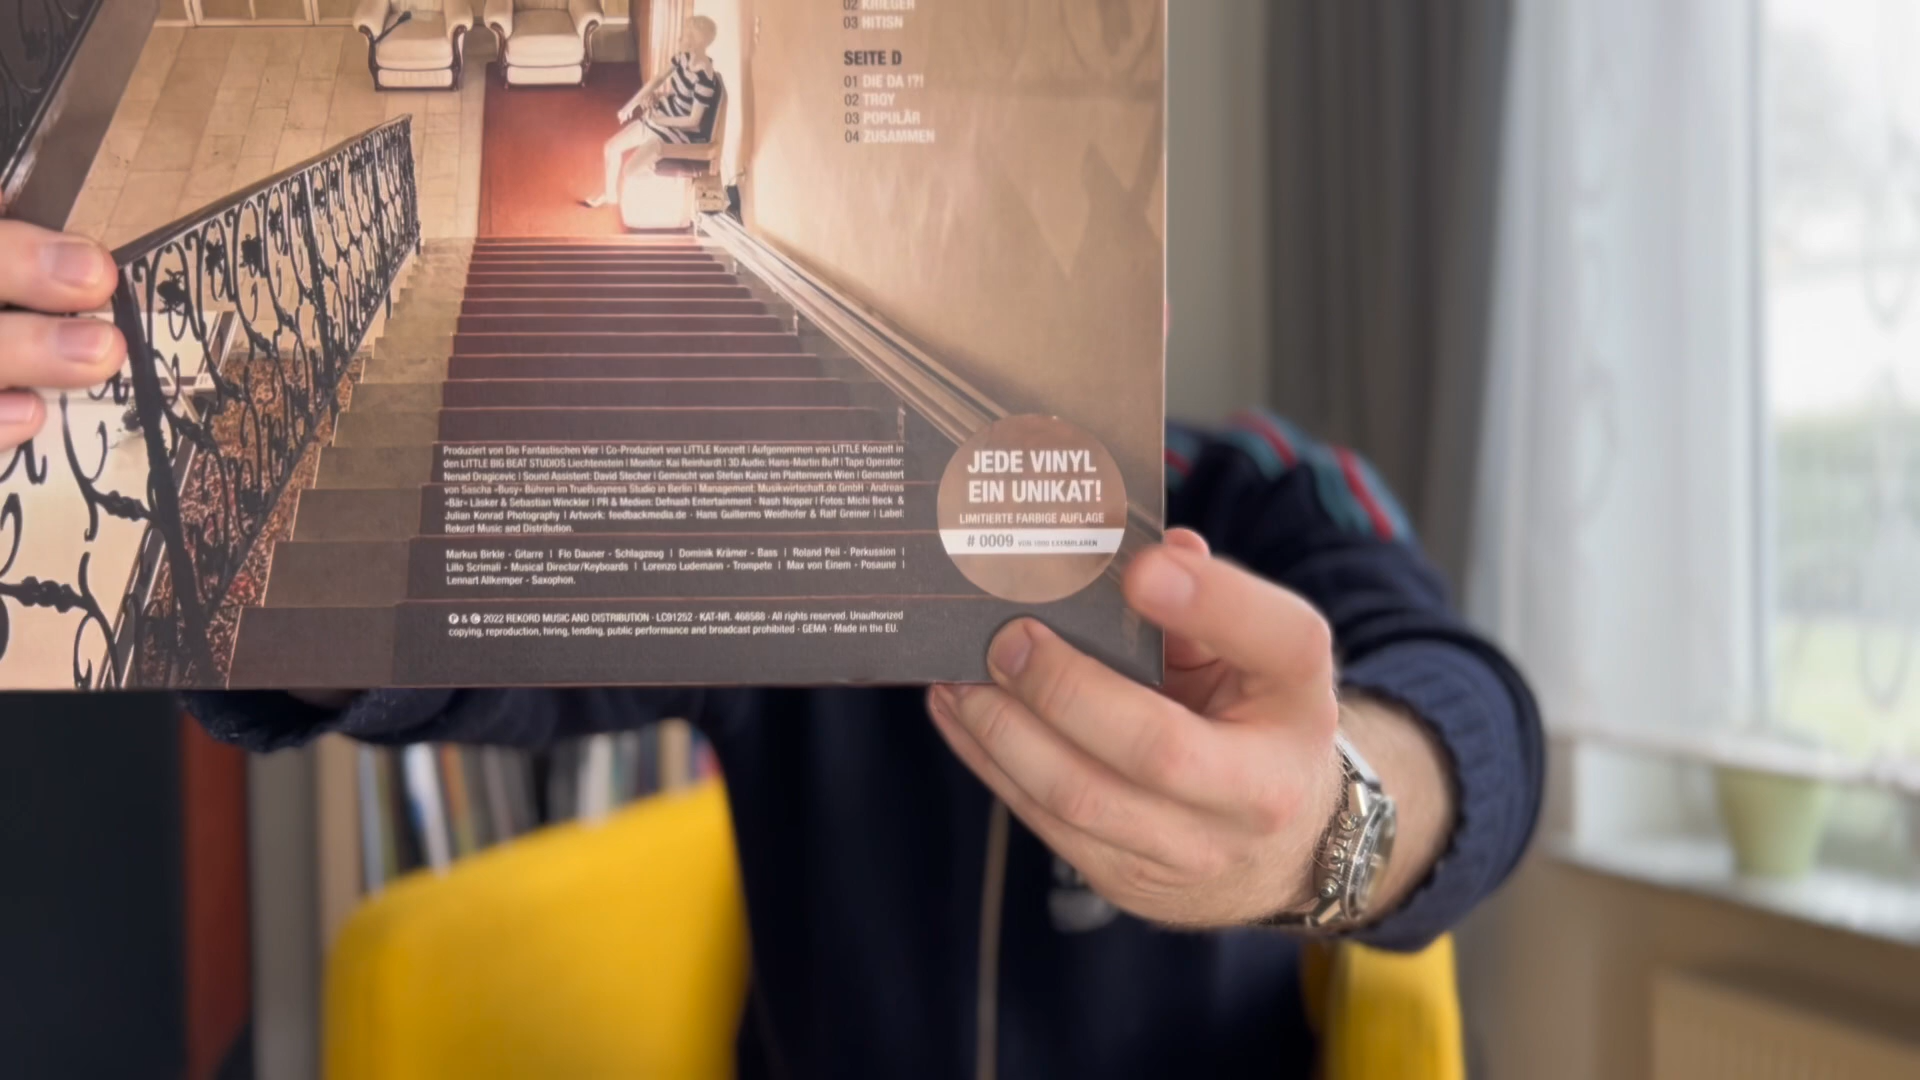 02 KRIEGER
03 HITISN
SEITE D
01 DIE DA !?!
02 TROY
03 POPULÄR
04 ZUSAMMEN
Produziert von Die Fantastischen Vier | Co-Produziert von LITTLE Konzett | Aufgenommen von LITTLE Konzett in
den LITTLE BIG BEAT STUDIOS Liechtenstein | Monitor: Kai Reinhardt | 3D Audio: Hans-Martin Buff | Tape Operator:
Nenad Dragicevic | Sound Assistent: David Stecher | Gemischt von Stefan Kainz im Plattenwerk Wien | Gemastert
von Sascha «Busy» Bühren im TrueBusyness Studio in Berlin | Management: Musikwirtschaft.de GmbH - Andreas
«Bär» Läsker & Sebastian Winckler | PR & Medien: Defbush Entertainment - Nash Nopper | Fotos: Michi Beck &
Julian Konrad Photography | Artwork: feedbackmedia.de - Hans Guillermo Weidhofer & Ralf Greiner | Label:
Rekord Music and Distribution.
Markus Birkle - Gitarre | Flo Dauner - Schlagzeug | Dominik Krämer - Bass | Roland Peil - Perkussion |
Lillo Scrimali - Musical Director/Keyboards | Lorenzo Ludemann - Trompete | Max von Einem - Posaune |
Lennart Allkemper - Saxophon.
℗ & © 2022 REKORD MUSIC AND DISTRIBUTION - LC91252 - KAT-NR. 468588 - All rights reserved. Unauthorized
copying, reproduction, hiring, lending, public performance and broadcast prohibited - GEMA - Made in the EU.
JEDE VINYL
EIN UNIKAT!
LIMITIERTE FARBIGE AUFLAGE
# 0009 VON 1000 EXEMPLAREN